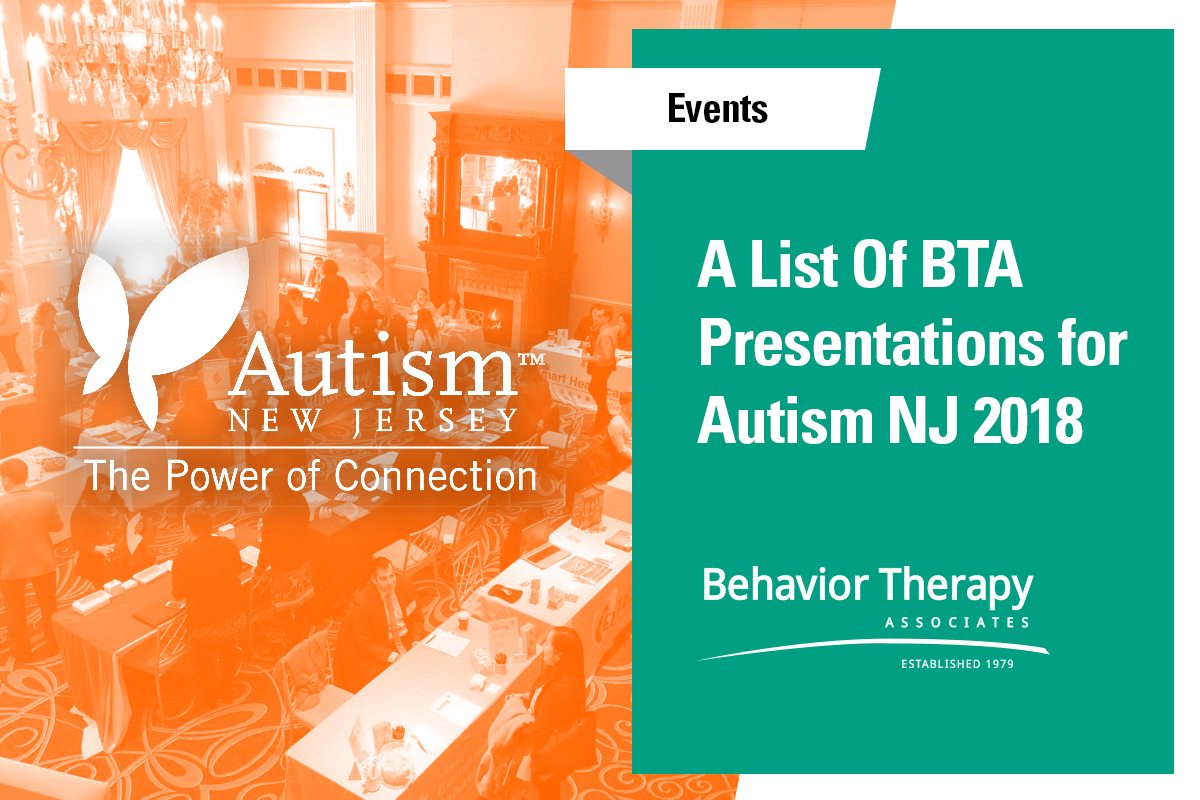 Events
A List Of BTA
Presentations for
Autism NJ 2018
Autism™
NEW JERSEY
The Power of Connection
Behavior Therapy
ASSOCIATES
ESTABLISHED 1979